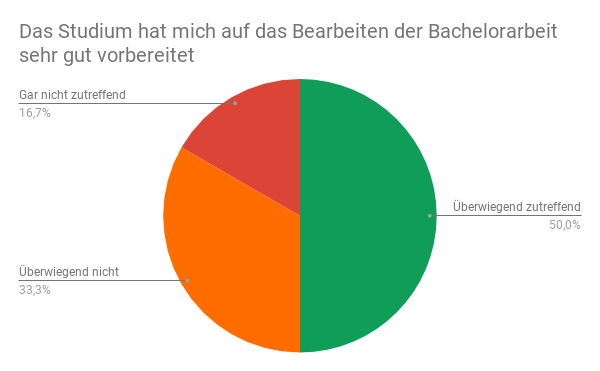 Das Studium hat mich auf das Bearbeiten der Bachelorarbeit
sehr gut vorbereitet
Gar nicht zutreffend
16,7%
Überwiegend zutreffend
50,0%
Überwiegend nicht
33,3%